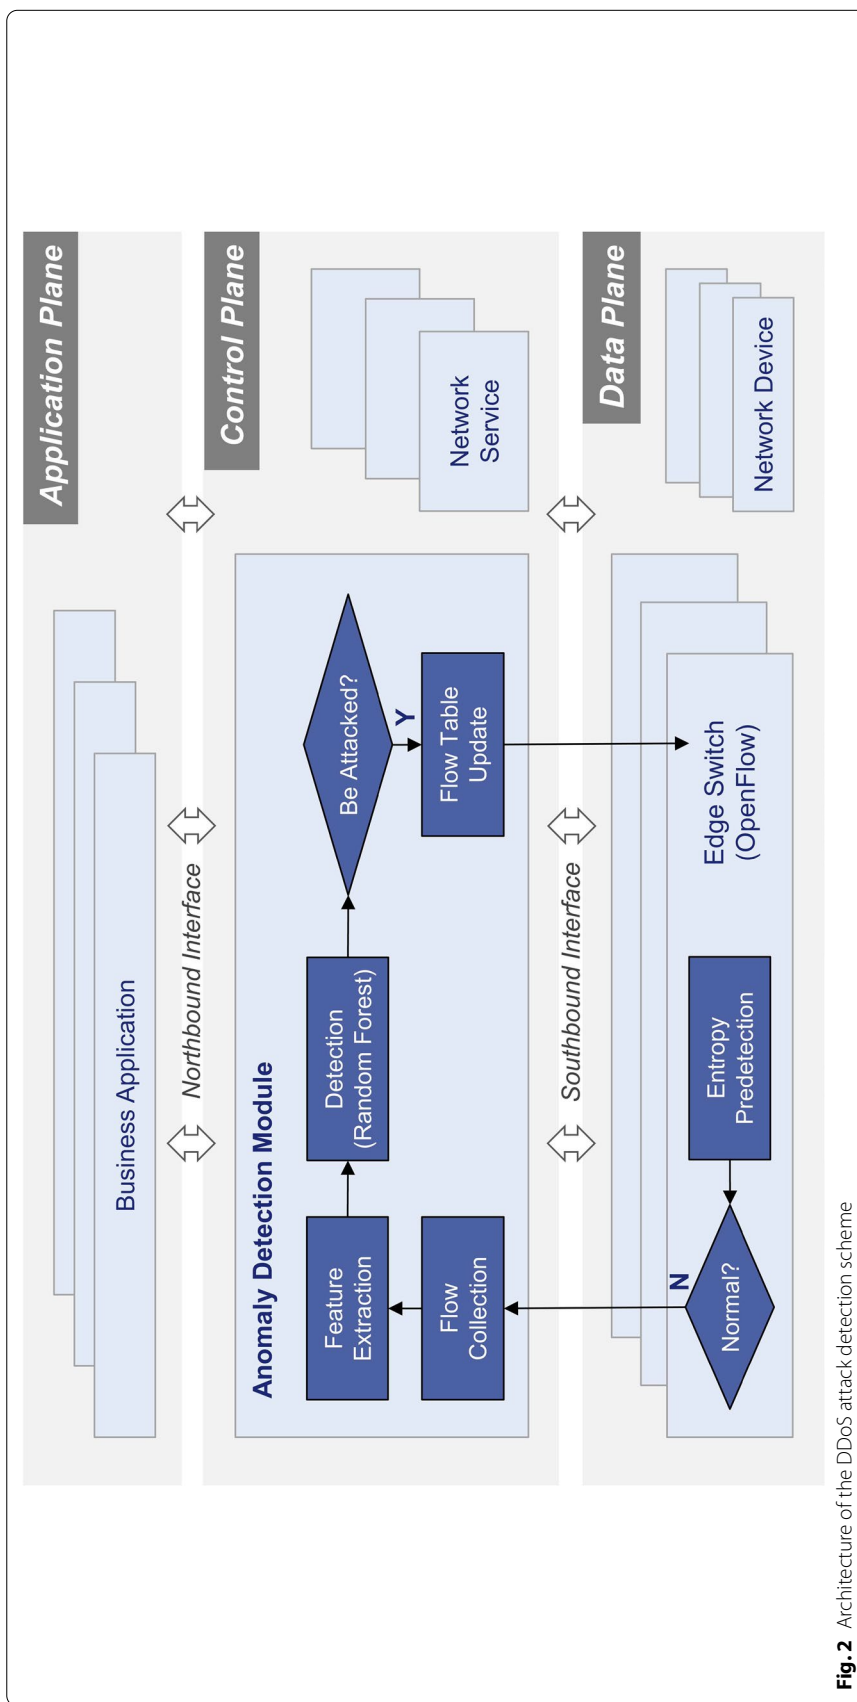 Application Plane
Business Application
Northbound Interface
Control Plane
Anomaly Detection Module
Feature
Extraction
Flow
Collection
Detection
(Random Forest)
Be Attacked?
Y
Flow Table
Update
Network
Service
Southbound Interface
Data Plane
N
Normal?
Entropy
Predetection
Edge Switch
(OpenFlow)
Network Device
Fig. 2 Architecture of the DDoS attack detection scheme